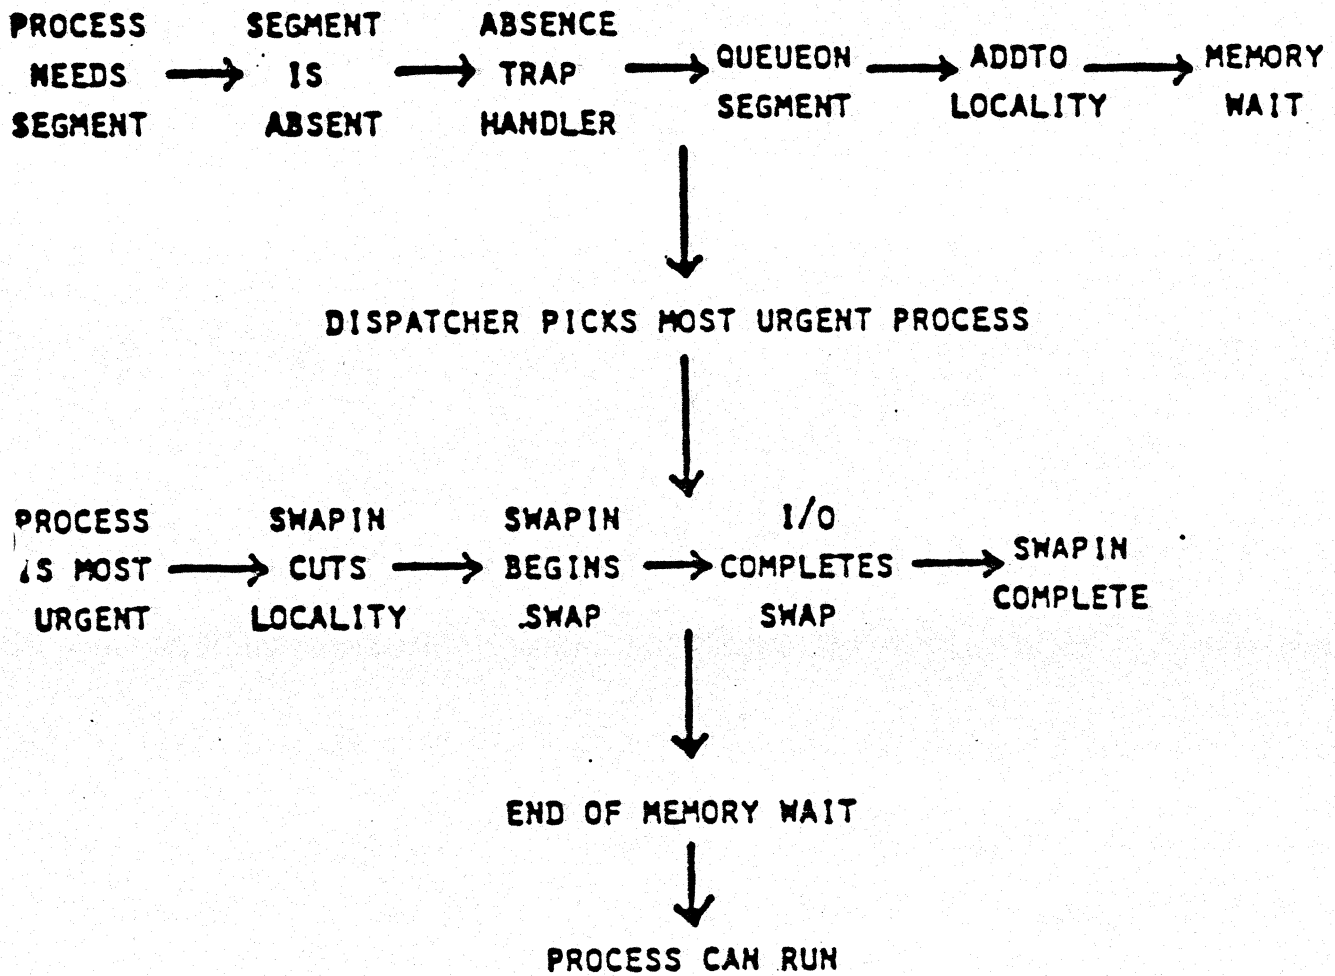 PROCESS
NEEDS
SEGMENT
SEGMENT
IS
ABSENT
ABSENCE
TRAP
HANDLER
QUEUEON
SEGMENT
ADDTO
LOCALITY
MEMORY
WAIT
DISPATCHER PICKS MOST URGENT PROCESS
PROCESS
IS MOST
URGENT
SWAPIN
CUTS
LOCALITY
SWAPIN
BEGINS
SWAP
I/O
COMPLETES
SWAP
SWAPIN
COMPLETE
END OF MEMORY WAIT
PROCESS CAN RUN